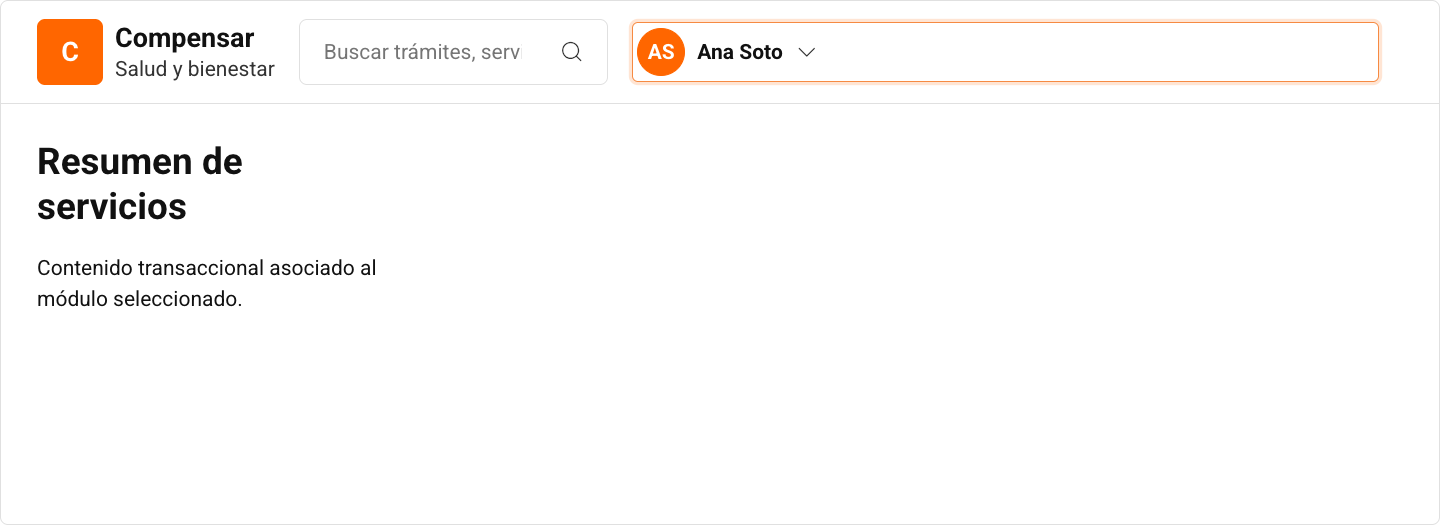 C
Compensar
Salud y bienestar
Buscar trámites, serv
AS
Ana Soto
Resumen de
servicios
Contenido transaccional asociado al
módulo seleccionado.